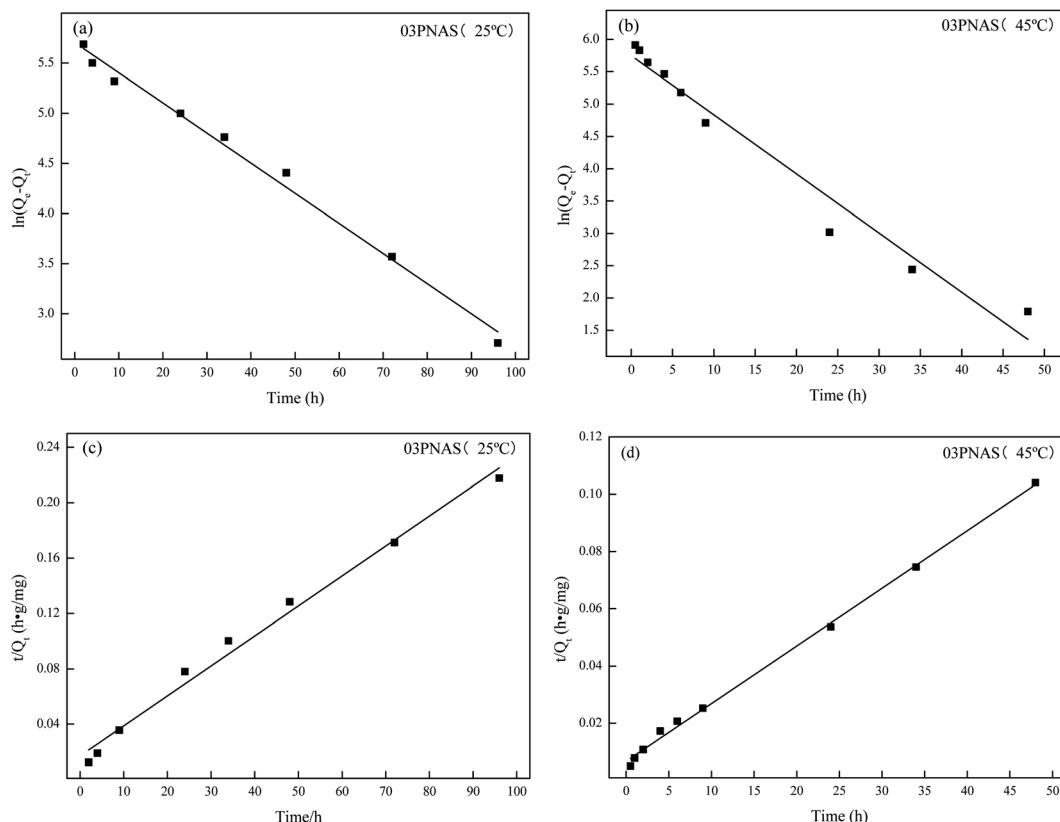 (a)
03PNAS( 25ºC)
5.5
5.0
4.5
4.0
3.5
3.0
ln(Qe-Qt)
0 10 20 30 40 50 60 70 80 90 100
Time (h)
(b)
03PNAS( 45ºC)
6.0
5.5
5.0
4.5
4.0
3.5
3.0
2.5
2.0
1.5
ln(Qe-Qt)
0 5 10 15 20 25 30 35 40 45 50
Time (h)
(c)
03PNAS( 25ºC)
0.24
0.20
0.16
0.12
0.08
0.04
t/Qt (h•g/mg)
0 10 20 30 40 50 60 70 80 90 100
Time/h
(d)
03PNAS( 45ºC)
0.12
0.10
0.08
0.06
0.04
0.02
t/Qt (h•g/mg)
0 5 10 15 20 25 30 35 40 45 50
Time (h)